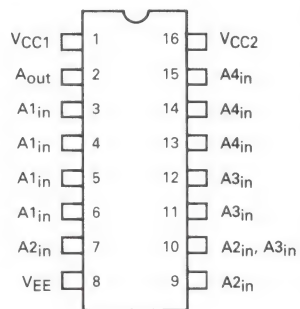 VCC1 1 16 VCC2
Aout 2 15 A4in
A1in 3 14 A4in
A1in 4 13 A4in
A1in 5 12 A3in
A1in 6 11 A3in
A2in 7 10 A2in, A3in
VEE 8 9 A2in